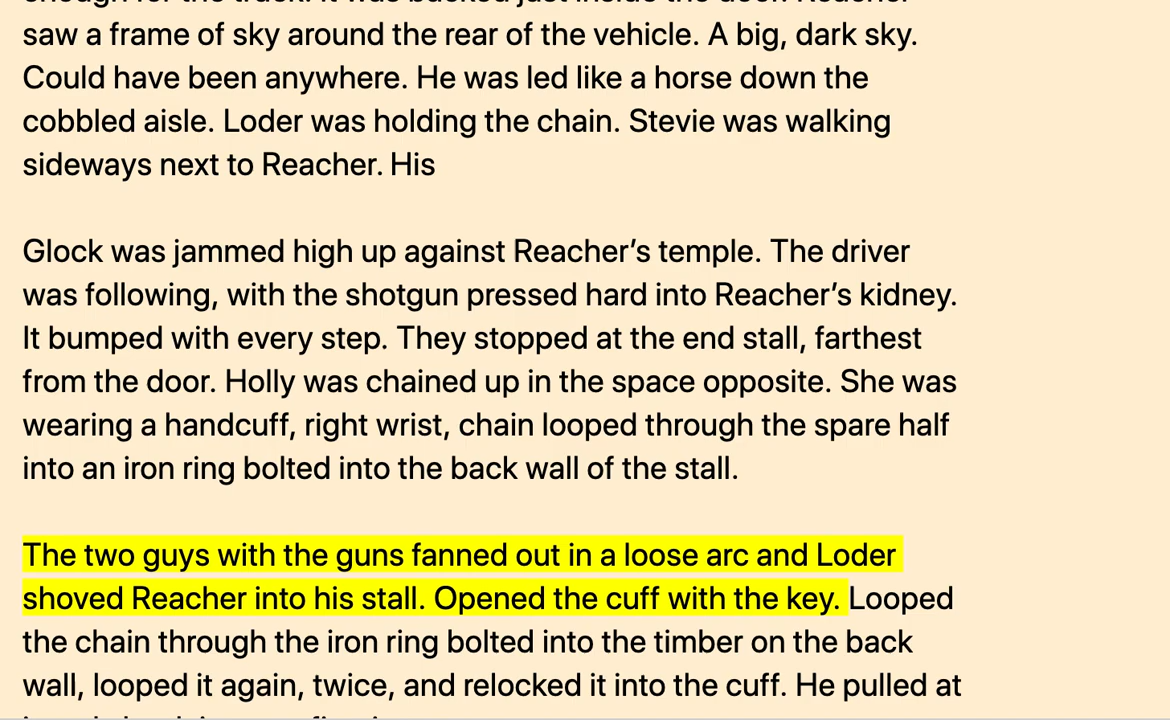 saw a frame of sky around the rear of the vehicle. A big, dark sky.
Could have been anywhere. He was led like a horse down the
cobbled aisle. Loder was holding the chain. Stevie was walking
sideways next to Reacher. His
Glock was jammed high up against Reacher’s temple. The driver
was following, with the shotgun pressed hard into Reacher’s kidney.
It bumped with every step. They stopped at the end stall, farthest
from the door. Holly was chained up in the space opposite. She was
wearing a handcuff, right wrist, chain looped through the spare half
into an iron ring bolted into the back wall of the stall.
The two guys with the guns fanned out in a loose arc and Loder
shoved Reacher into his stall. Opened the cuff with the key. Looped
the chain through the iron ring bolted into the timber on the back
wall, looped it again, twice, and relocked it into the cuff. He pulled at